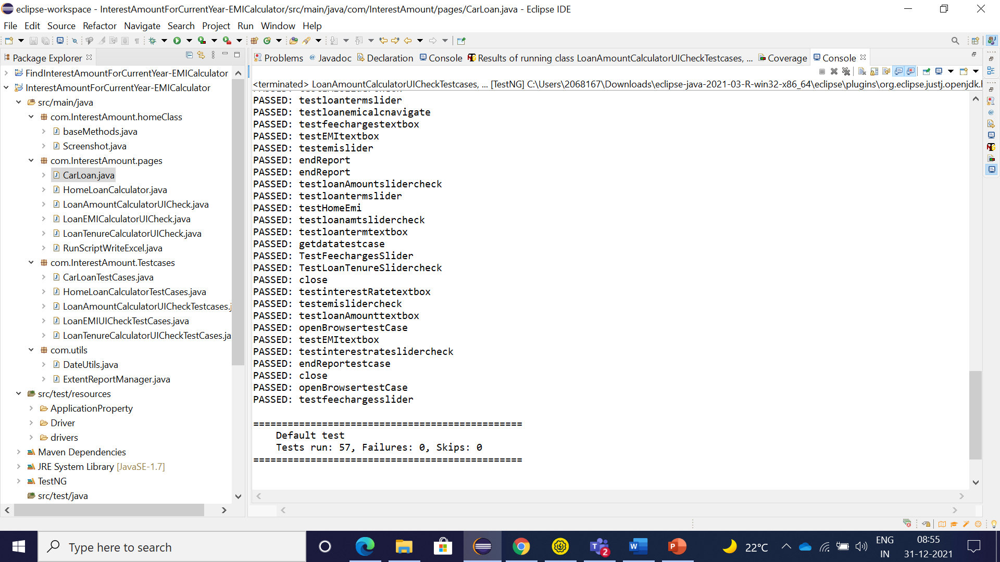 eclipse-workspace - InterestAmountForCurrentYear-EMICalculator/src/main/java/com/InterestAmount/pages/CarLoan.java - Eclipse IDE
File Edit Source Refactor Navigate Search Project Run Window Help
Package Explorer
FindInterestAmountForCurrentYear-EMICalculator
InterestAmountForCurrentYear-EMICalculator
src/main/java
com.InterestAmount.homeClass
baseMethods.java
Screenshot.java
com.InterestAmount.pages
CarLoan.java
HomeLoanCalculator.java
LoanAmountCalculatorUICheck.java
LoanEMICalculatorUICheck.java
LoanTenureCalculatorUICheck.java
RunScriptWriteExcel.java
com.InterestAmount.Testcases
CarLoanTestCases.java
HomeLoanCalculatorTestCases.java
LoanAmountCalculatorUICheckTestcases.j
LoanEMIUICheckTestCases.java
LoanTenureCalculatorUICheckTestCases.ja
com.utils
DateUtils.java
ExtentReportManager.java
src/test/resources
ApplicationProperty
Driver
drivers
Maven Dependencies
JRE System Library [JavaSE-1.7]
TestNG
src/test/java
Problems Javadoc Declaration Console Results of running class LoanAmountCalculatorUICheckTestcases, ... Coverage Console
<terminated> LoanAmountCalculatorUICheckTestcases, ... [TestNG] C:\Users\2068167\Downloads\eclipse-java-2021-03-R-win32-x86_64\eclipse\plugins\org.eclipse.justj.openjdk.
PASSED: testloantermslider
PASSED: testloanemicalcnavigate
PASSED: testfeechargestextbox
PASSED: testEMItextbox
PASSED: testemislider
PASSED: endReport
PASSED: endReport
PASSED: testloanAmountslidercheck
PASSED: testloantermslider
PASSED: testHomeEmi
PASSED: testloanamtslidercheck
PASSED: testloantermtextbox
PASSED: getdatatestcase
PASSED: TestFeechargesSlider
PASSED: TestLoanTenureSlidercheck
PASSED: close
PASSED: testinterestRatetextbox
PASSED: testemislidercheck
PASSED: testloanAmounttextbox
PASSED: openBrowsertestCase
PASSED: testEMItextbox
PASSED: testinterestrateslidercheck
PASSED: endReportestcase
PASSED: close
PASSED: openBrowsertestCase
PASSED: testfeechargesslider
===============================================
Default test
Tests run: 57, Failures: 0, Skips: 0
===============================================
Type here to search
22°C
ENG
IN
08:55
31-12-2021